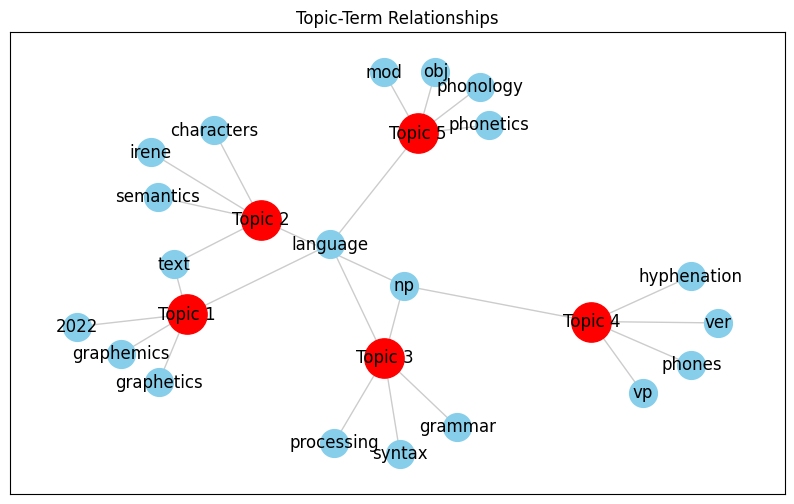 Topic-Term Relationships
mod
obj
phonology
phonetics
Topic 5
characters
irene
semantics
Topic 2
language
text
np
hyphenation
2022
Topic 1
Topic 4
ver
graphemics
graphetics
Topic 3
phones
vp
processing
grammar
syntax